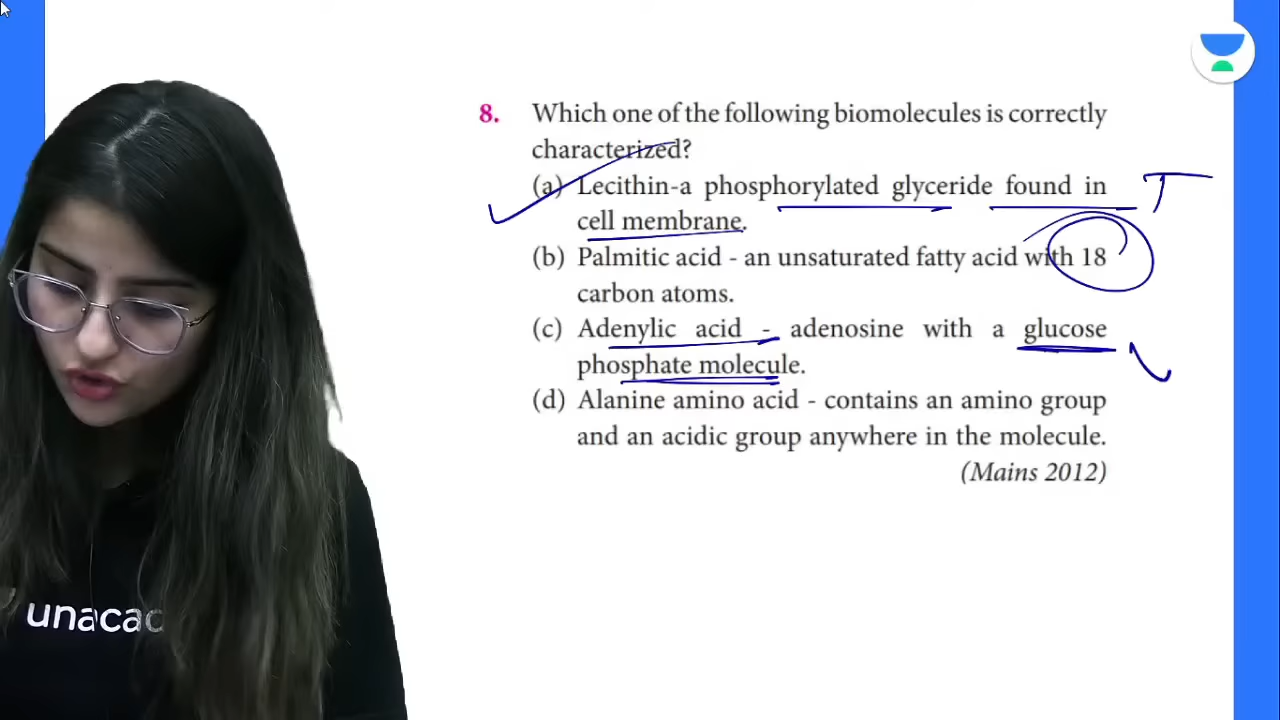 8. Which one of the following biomolecules is correctly
characterized?
(a) Lecithin-a phosphorylated glyceride found in
cell membrane.
(b) Palmitic acid - an unsaturated fatty acid with 18
carbon atoms.
(c) Adenylic acid - adenosine with a glucose
phosphate molecule.
(d) Alanine amino acid - contains an amino group
and an acidic group anywhere in the molecule.
(Mains 2012)
T
unacad